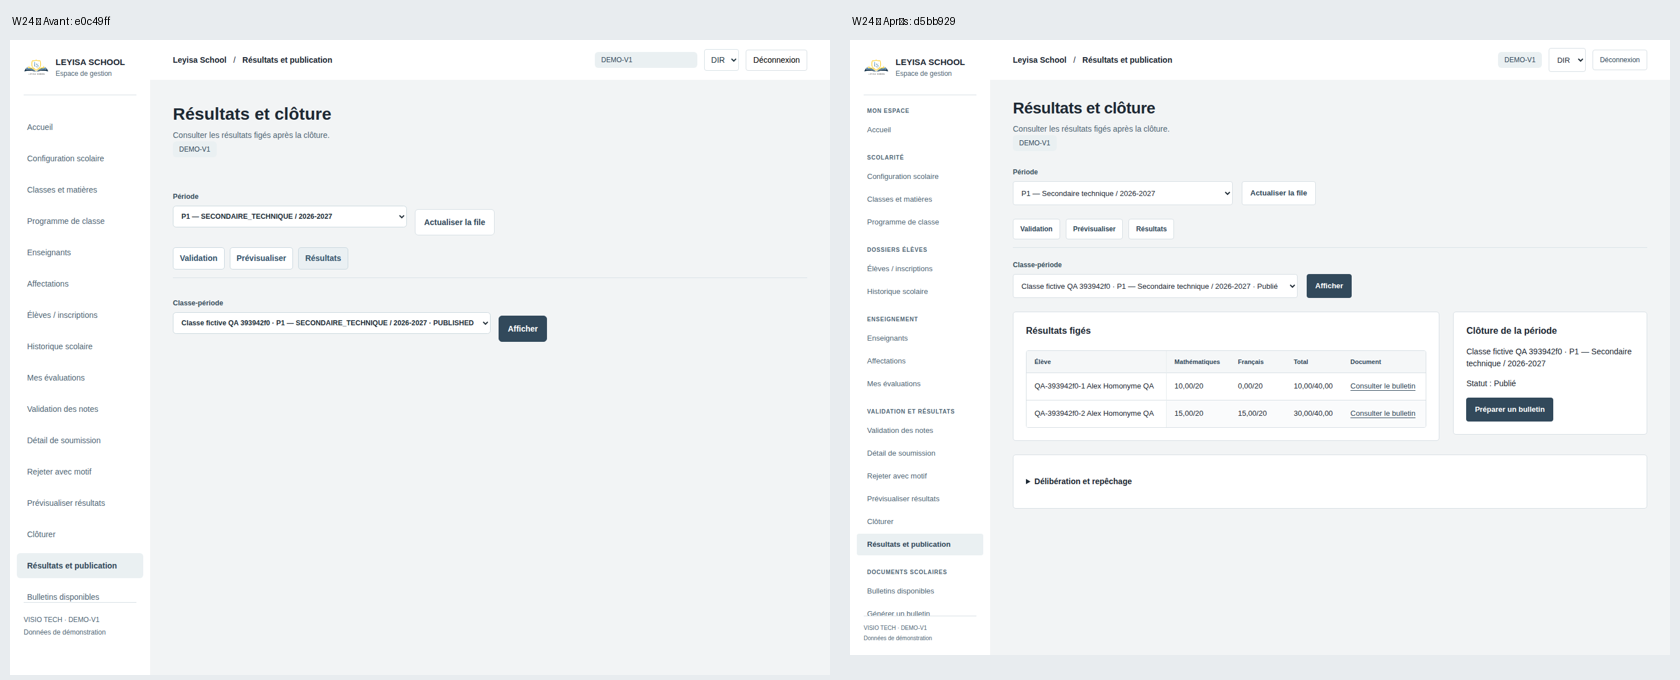 W24 Avant : e0c49ff
LEYISA SCHOOL
Espace de gestion
Accueil
Configuration scolaire
Classes et matières
Programme de classe
Enseignants
Affectations
Élèves / inscriptions
Historique scolaire
Mes évaluations
Validation des notes
Détail de soumission
Rejeter avec motif
Prévisualiser résultats
Clôturer
Résultats et publication
Bulletins disponibles
VISIO TECH · DEMO-V1
Données de démonstration
Leyisa School / Résultats et publication
DEMO-V1
DIR
Déconnexion
Résultats et clôture
Consulter les résultats figés après la clôture.
DEMO-V1
Période
P1 — SECONDAIRE_TECHNIQUE / 2026-2027
Actualiser la file
Validation
Prévisualiser
Résultats
Classe-période
Classe fictive QA 393942f0 · P1 — SECONDAIRE_TECHNIQUE / 2026-2027 · PUBLISHED
Afficher
W24 Apr s : d5bb929
LEYISA SCHOOL
Espace de gestion
MON ESPACE
Accueil
SCOLARITÉ
Configuration scolaire
Classes et matières
Programme de classe
DOSSIERS ÉLÈVES
Élèves / inscriptions
Historique scolaire
ENSEIGNEMENT
Enseignants
Affectations
Mes évaluations
VALIDATION ET RÉSULTATS
Validation des notes
Détail de soumission
Rejeter avec motif
Prévisualiser résultats
Clôturer
Résultats et publication
DOCUMENTS SCOLAIRES
Bulletins disponibles
Générer un bulletin
VISIO TECH · DEMO-V1
Données de démonstration
Leyisa School / Résultats et publication
DEMO-V1
DIR
Déconnexion
Résultats et clôture
Consulter les résultats figés après la clôture.
DEMO-V1
Période
P1 — Secondaire technique / 2026-2027
Actualiser la file
Validation
Prévisualiser
Résultats
Classe-période
Classe fictive QA 393942f0 · P1 — Secondaire technique / 2026-2027 · Publié
Afficher
Résultats figés
Élève Mathématiques Français Total Document
QA-393942f0-1 Alex Homonyme QA 10,00/20 0,00/20 10,00/40,00 Consulter le bulletin
QA-393942f0-2 Alex Homonyme QA 15,00/20 15,00/20 30,00/40,00 Consulter le bulletin
Clôture de la période
Classe fictive QA 393942f0 · P1 — Secondaire
technique / 2026-2027
Statut : Publié
Préparer un bulletin
Délibération et repêchage